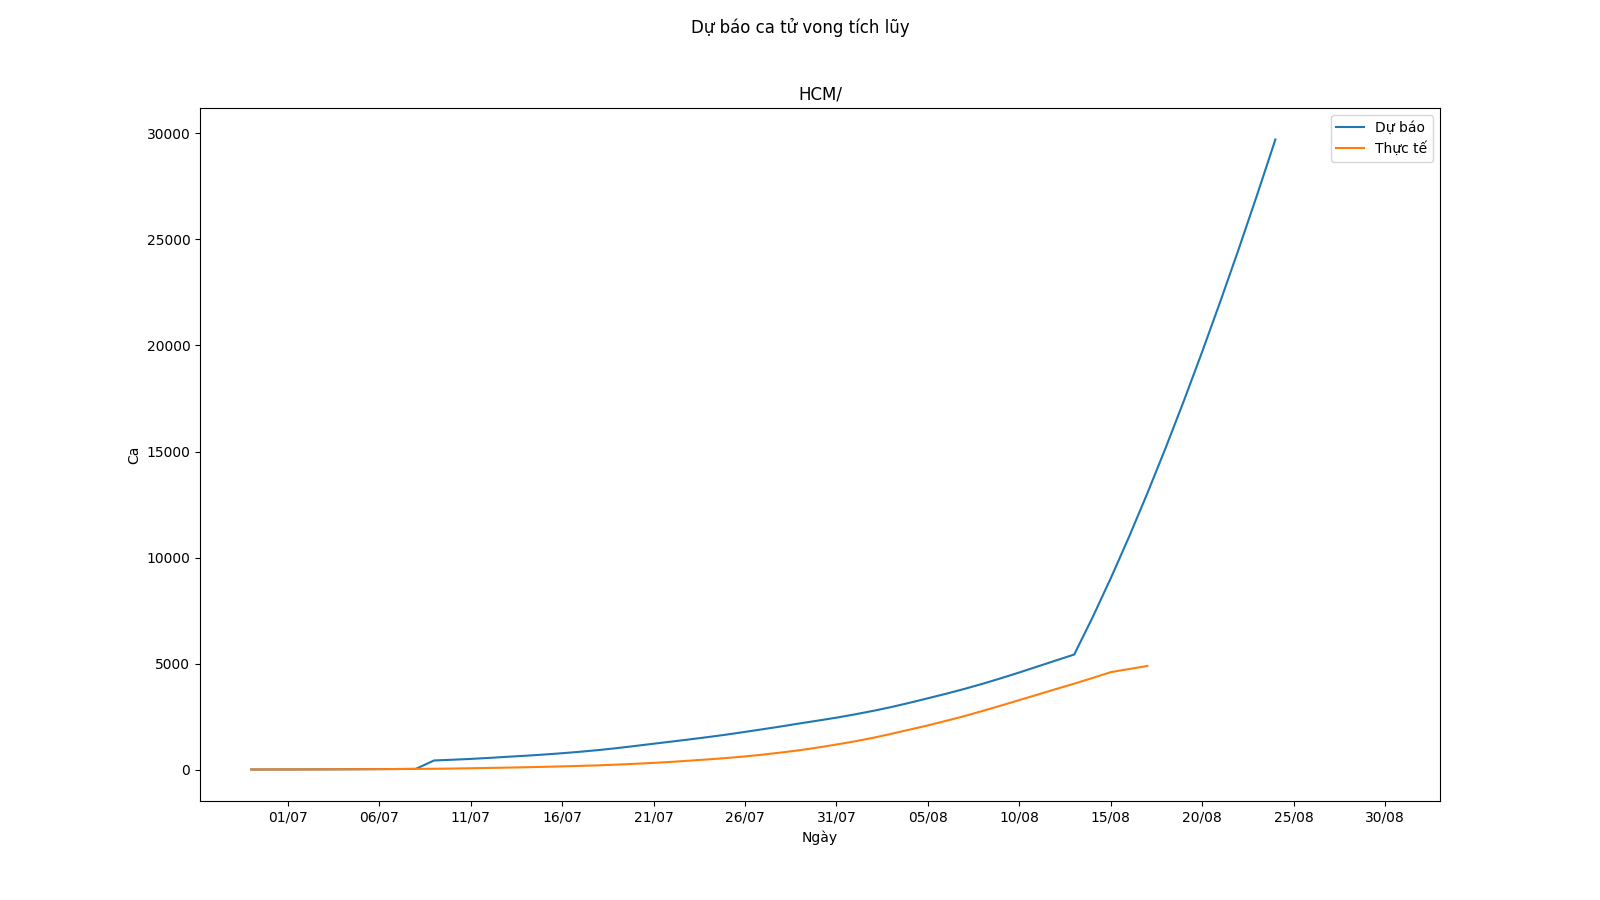 Dự báo ca tử vong tích lũy
HCM/
Dự báo
Thực tế
30000
25000
20000
15000
10000
5000
0
Ca
01/07 06/07 11/07 16/07 21/07 26/07 31/07 05/08 10/08 15/08 20/08 25/08 30/08
Ngày